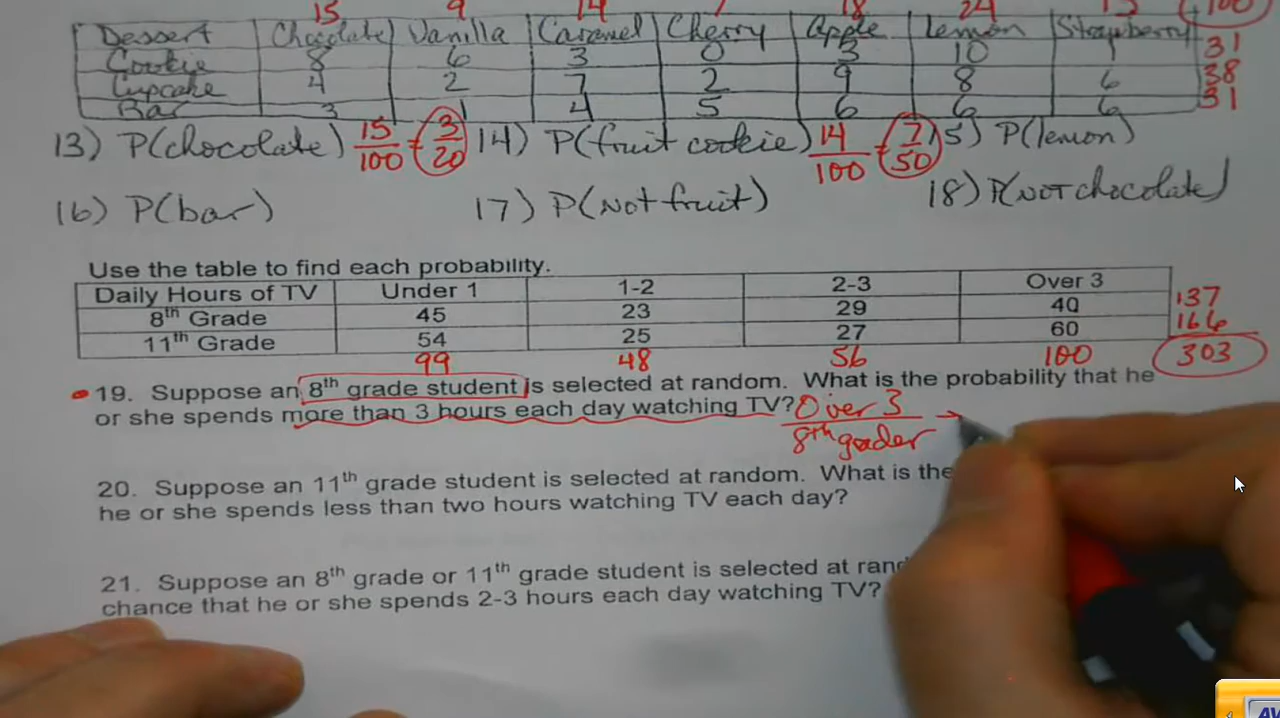 15 9 14 7 18 24 100
Dessert Chocolate Vanilla Caramel Cherry Apple Lemon Strawberry
Cookie 8 6 3 0 3 10 1 31
Cupcake 4 2 7 2 9 8 6 38
Bar 3 1 4 5 6 6 6 31
13) P(chocolate) 15/100 = 3/20 14) P(fruit cookie) 14/100 = 7/50 15) P(lemon)
16) P(bar) 17) P(Not fruit) 18) P(NOT chocolate)
Use the table to find each probability.
Daily Hours of TV Under 1 1-2 2-3 Over 3
8th Grade 45 23 29 40 137
11th Grade 54 25 27 60 166
99 48 56 100 303
19. Suppose an 8th grade student is selected at random. What is the probability that he
or she spends more than 3 hours each day watching TV? Over 3
8th grader
20. Suppose an 11th grade student is selected at random. What is the
he or she spends less than two hours watching TV each day?
21. Suppose an 8th grade or 11th grade student is selected at
chance that he or she spends 2-3 hours each day watching TV?